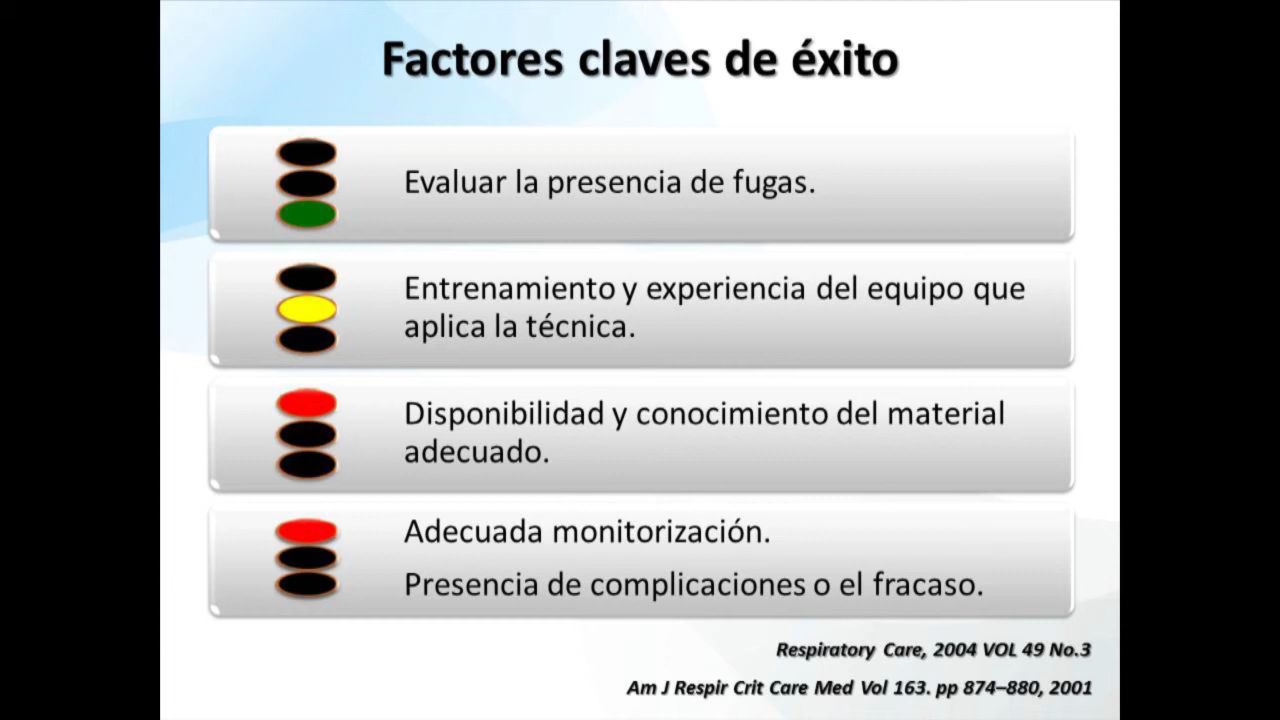 Factores claves de éxito
Evaluar la presencia de fugas.
Entrenamiento y experiencia del equipo que
aplica la técnica.
Disponibilidad y conocimiento del material
adecuado.
Adecuada monitorización.
Presencia de complicaciones o el fracaso.
Respiratory Care, 2004 VOL 49 No.3
Am J Respir Crit Care Med Vol 163. pp 874–880, 2001